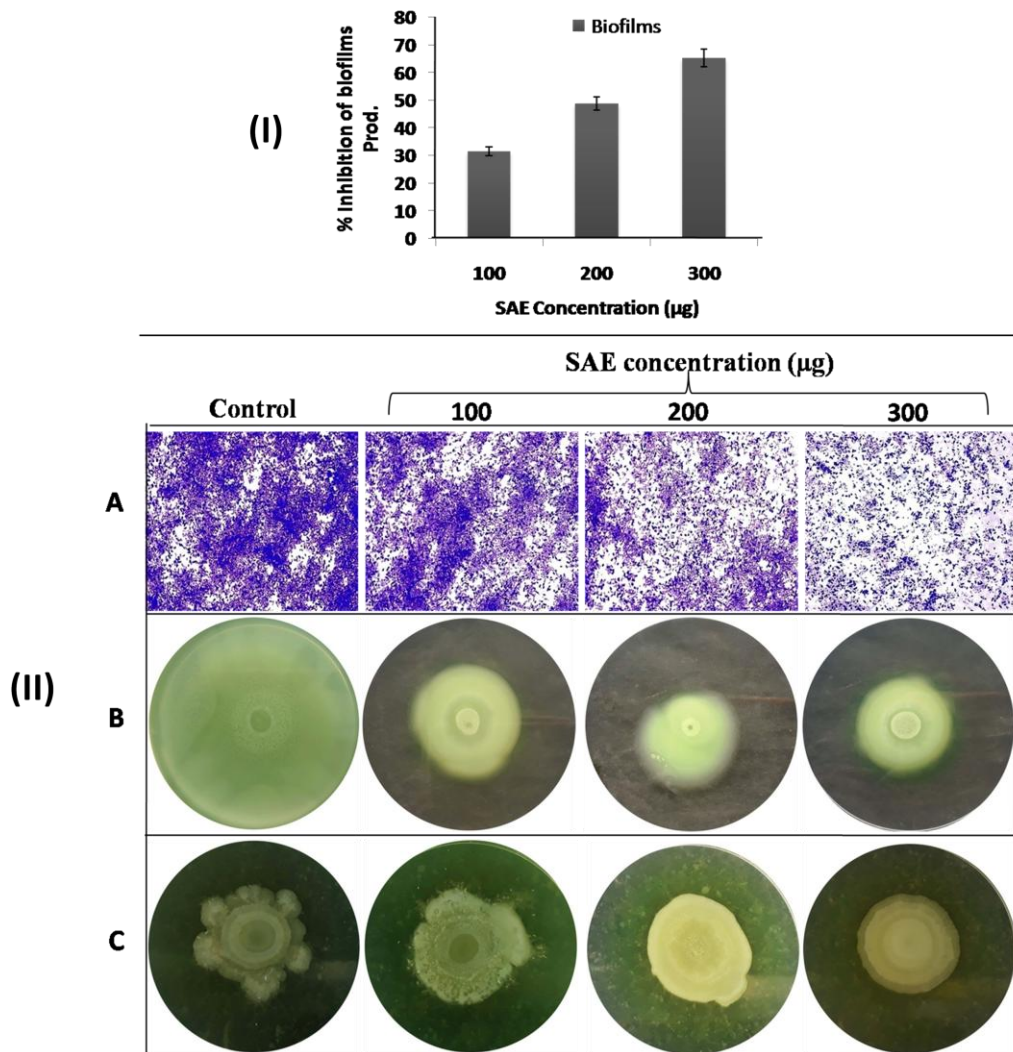 80
70
60
50
40
30
20
10
0
% Inhibition of biofilms
Prod.
Biofilms
(I)
100 200 300
SAE Concentration (µg)
SAE concentration (µg)
Control 100 200 300
A
(II)
B
C